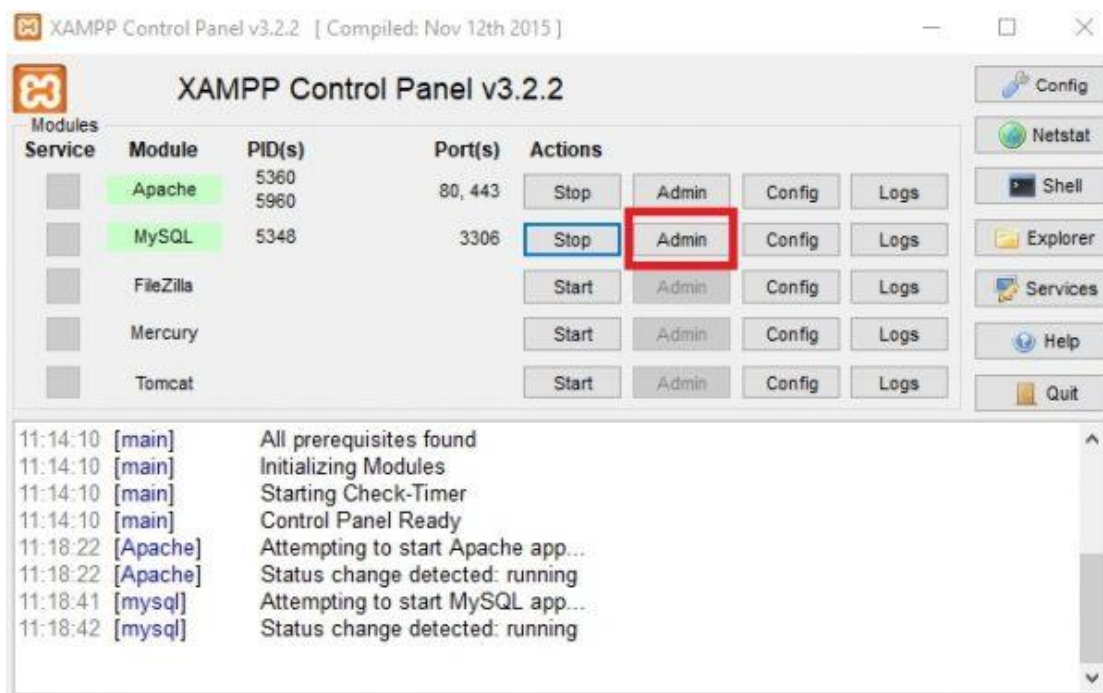 XAMPP Control Panel v3.2.2 [ Compiled: Nov 12th 2015 ]
XAMPP Control Panel v3.2.2
Config
Modules
Netstat
Service Module PID(s) Port(s) Actions
Apache 5360 5960 80, 443 Stop Admin Config Logs
Shell
MySQL 5348 3306 Stop Admin Config Logs
Explorer
FileZilla Start Admin Config Logs
Services
Mercury Start Admin Config Logs
Help
Tomcat Start Admin Config Logs
Quit
11:14:10 [main] All prerequisites found
11:14:10 [main] Initializing Modules
11:14:10 [main] Starting Check-Timer
11:14:10 [main] Control Panel Ready
11:18:22 [Apache] Attempting to start Apache app...
11:18:22 [Apache] Status change detected: running
11:18:41 [mysql] Attempting to start MySQL app...
11:18:42 [mysql] Status change detected: running